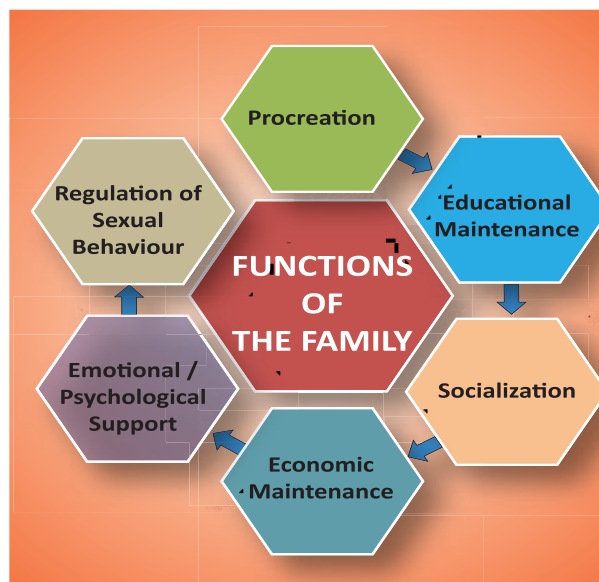 Procreation
Educational
Maintenance
Socialization
Economic
Maintenance
Emotional /
Psychological
Support
Regulation of
Sexual
Behaviour
FUNCTIONS
OF
THE FAMILY